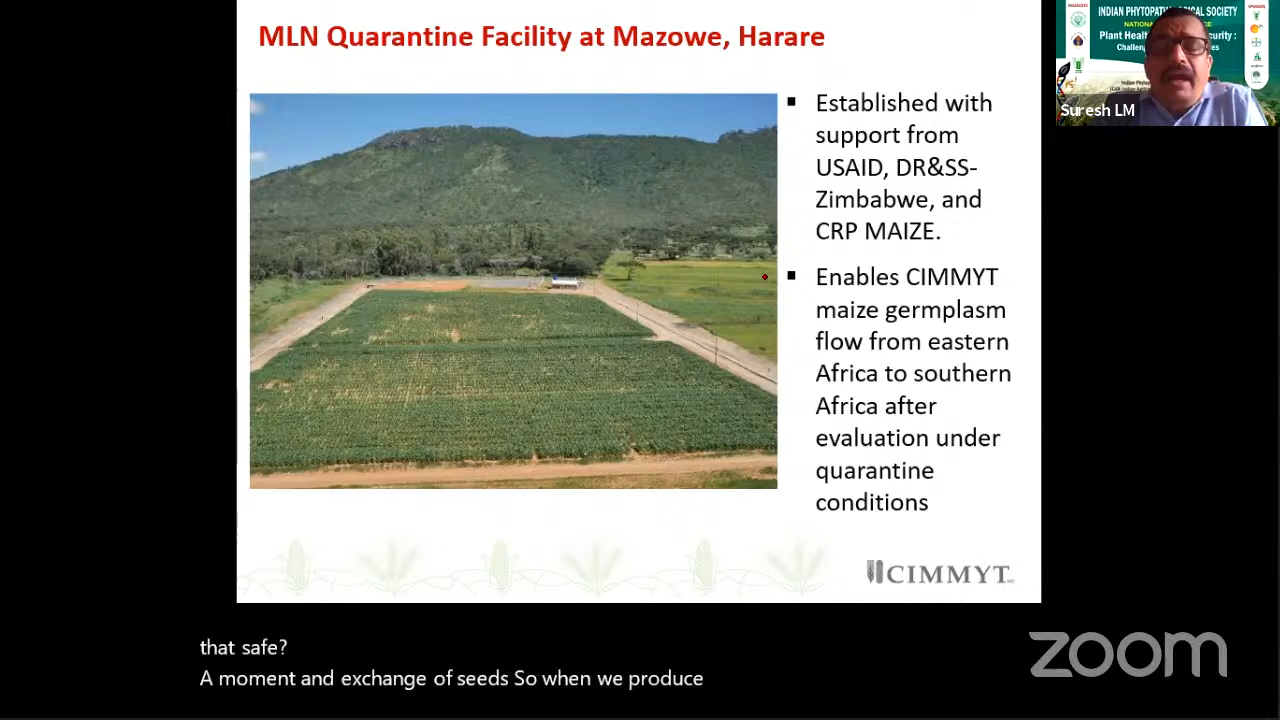 MLN Quarantine Facility at Mazowe, Harare
▪ Established with
support from
USAID, DR&SS-
Zimbabwe, and
CRP MAIZE.
▪ Enables CIMMYT
maize germplasm
flow from eastern
Africa to southern
Africa after
evaluation under
quarantine
conditions
CIMMYT
INDIAN PHYTOPATHOLOGICAL SOCIETY
Plant Heal
Suresh LM
that safe?
A moment and exchange of seeds So when we produce
zoom